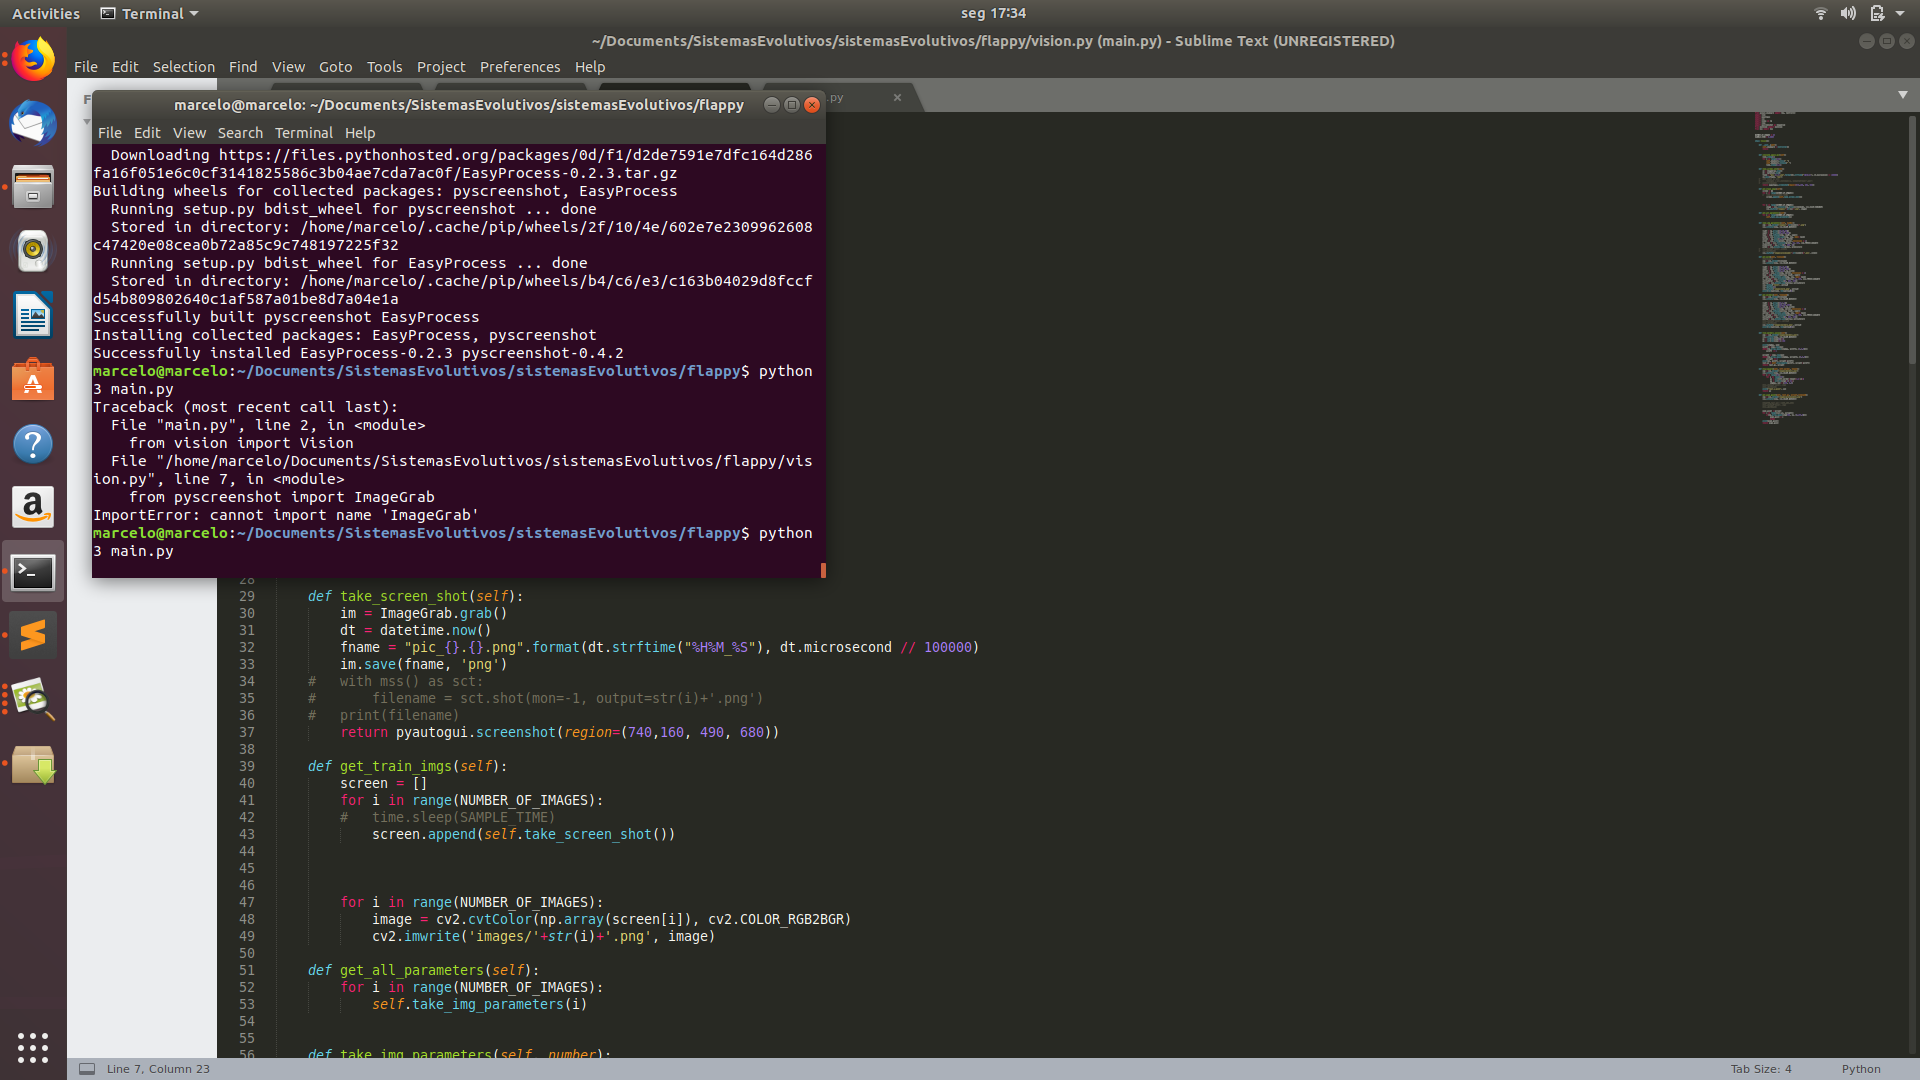 Activities
Terminal
seg 17:34
~/Documents/SistemasEvolutivos/sistemasEvolutivos/flappy/vision.py (main.py) - Sublime Text (UNREGISTERED)
File Edit Selection Find View Goto Tools Project Preferences Help
F
.py
marcelo@marcelo: ~/Documents/SistemasEvolutivos/sistemasEvolutivos/flappy
File Edit View Search Terminal Help
  Downloading https://files.pythonhosted.org/packages/0d/f1/d2de7591e7dfc164d286
fa16f051e6c0cf3141825586c3b04ae7cda7ac0f/EasyProcess-0.2.3.tar.gz
Building wheels for collected packages: pyscreenshot, EasyProcess
  Running setup.py bdist_wheel for pyscreenshot ... done
  Stored in directory: /home/marcelo/.cache/pip/wheels/2f/10/4e/602e7e2309962608
c47420e08cea0b72a85c9c748197225f32
  Running setup.py bdist_wheel for EasyProcess ... done
  Stored in directory: /home/marcelo/.cache/pip/wheels/b4/c6/e3/c163b04029d8fccf
d54b809802640c1af587a01be8d7a04e1a
Successfully built pyscreenshot EasyProcess
Installing collected packages: EasyProcess, pyscreenshot
Successfully installed EasyProcess-0.2.3 pyscreenshot-0.4.2
marcelo@marcelo:~/Documents/SistemasEvolutivos/sistemasEvolutivos/flappy$ python
3 main.py
Traceback (most recent call last):
  File "main.py", line 2, in <module>
    from vision import Vision
  File "/home/marcelo/Documents/SistemasEvolutivos/sistemasEvolutivos/flappy/vis
ion.py", line 7, in <module>
    from pyscreenshot import ImageGrab
ImportError: cannot import name 'ImageGrab'
marcelo@marcelo:~/Documents/SistemasEvolutivos/sistemasEvolutivos/flappy$ python
3 main.py
28
29 def take_screen_shot(self):
30 im = ImageGrab.grab()
31 dt = datetime.now()
32 fname = "pic_{}.{}.png".format(dt.strftime("%H%M_%S"), dt.microsecond // 100000)
33 im.save(fname, 'png')
34 # with mss() as sct:
35 # filename = sct.shot(mon=-1, output=str(i)+'.png')
36 # print(filename)
37 return pyautogui.screenshot(region=(740,160, 490, 680))
38
39 def get_train_imgs(self):
40 screen = []
41 for i in range(NUMBER_OF_IMAGES):
42 # time.sleep(SAMPLE_TIME)
43 screen.append(self.take_screen_shot())
44
45
46
47 for i in range(NUMBER_OF_IMAGES):
48 image = cv2.cvtColor(np.array(screen[i]), cv2.COLOR_RGB2BGR)
49 cv2.imwrite('images/'+str(i)+'.png', image)
50
51 def get_all_parameters(self):
52 for i in range(NUMBER_OF_IMAGES):
53 self.take_img_parameters(i)
54
55
56 def take_img_parameters(self, number):
Line 7, Column 23
Tab Size: 4
Python